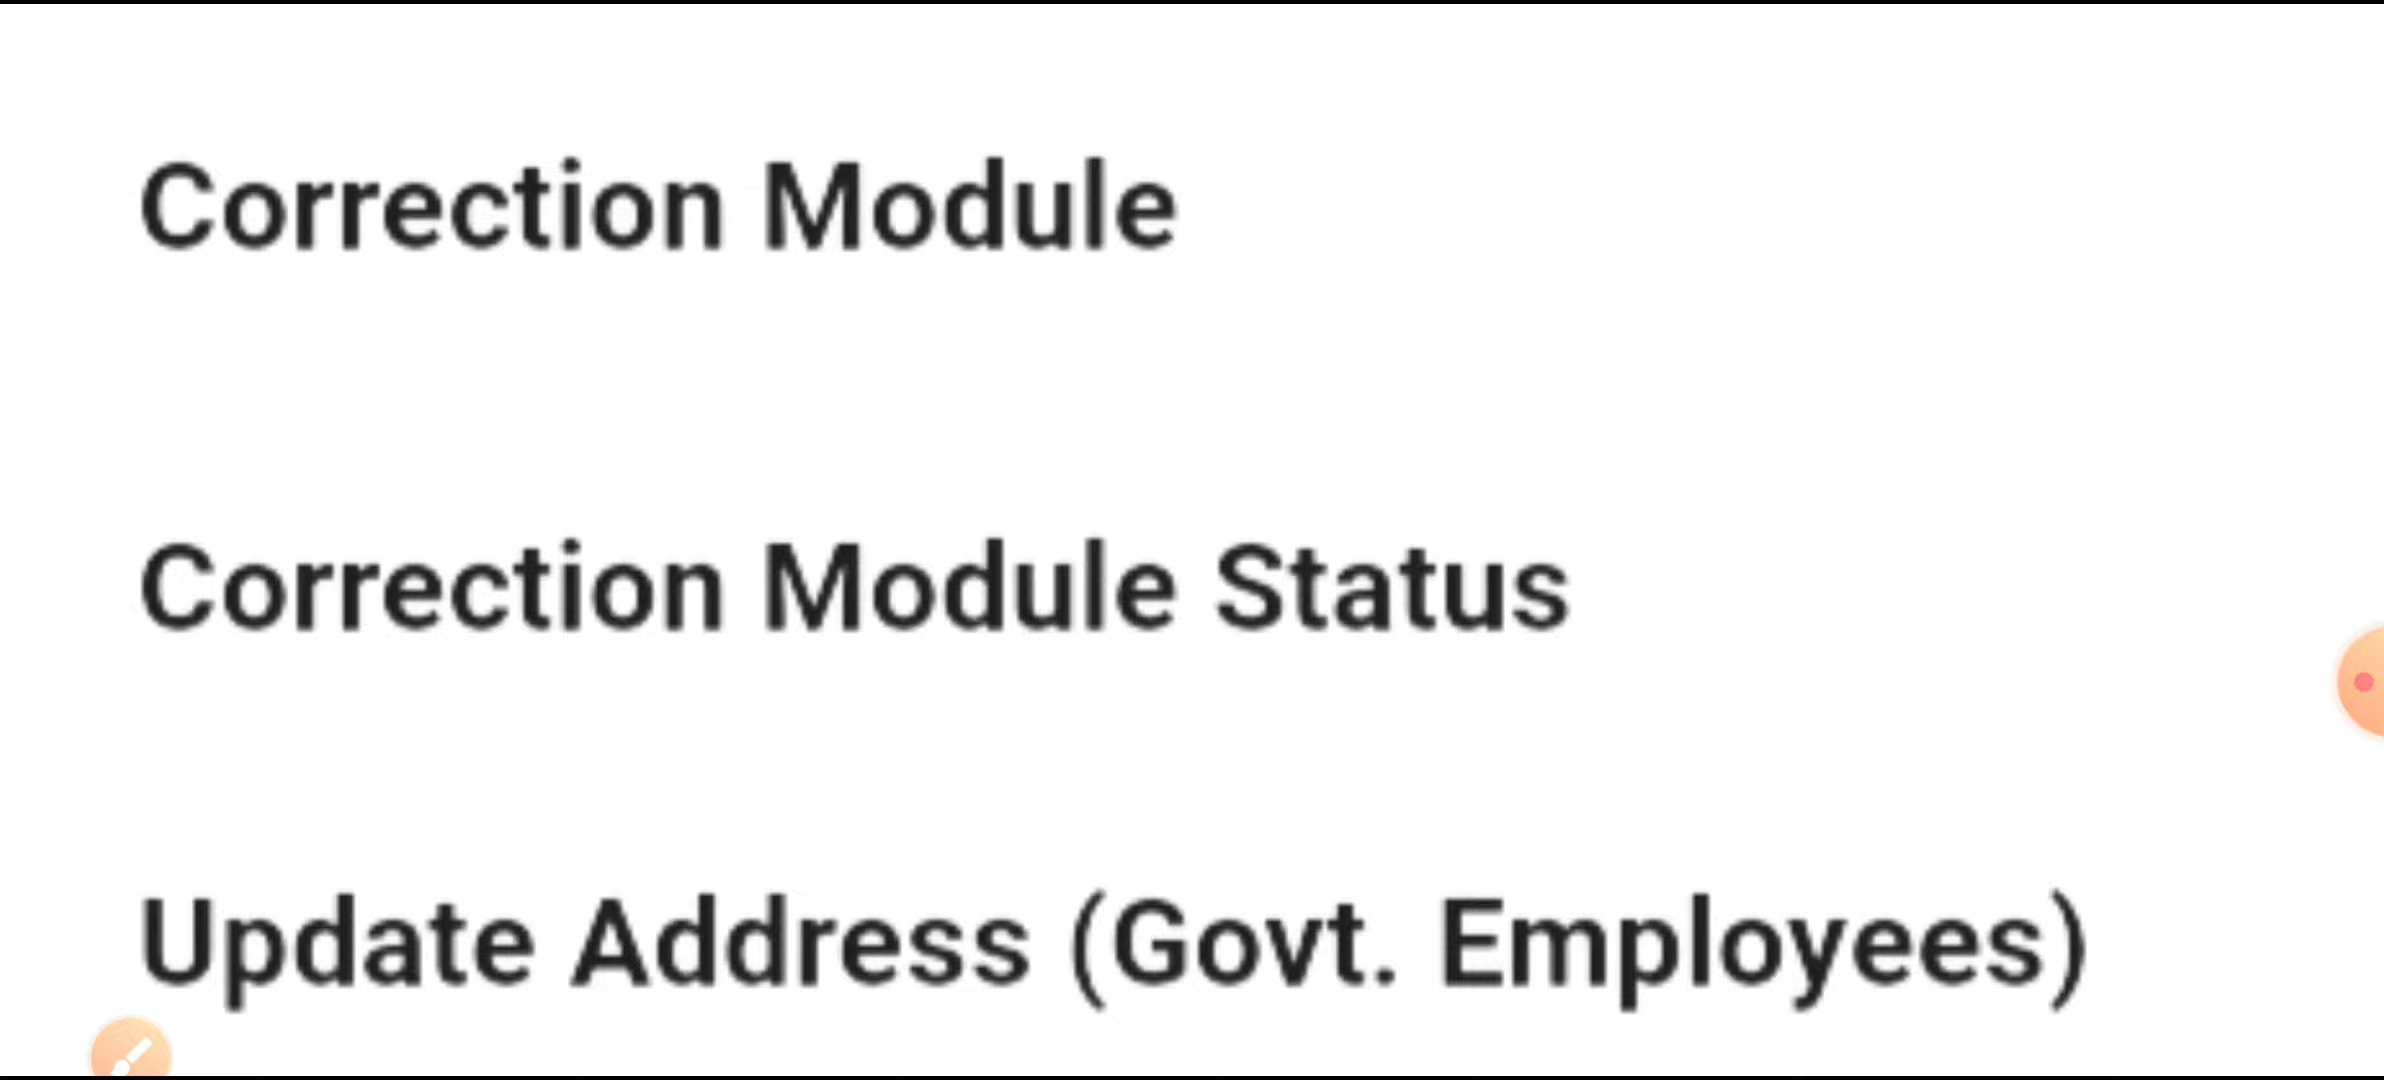 Correction Module
Correction Module Status
Update Address (Govt. Employees)